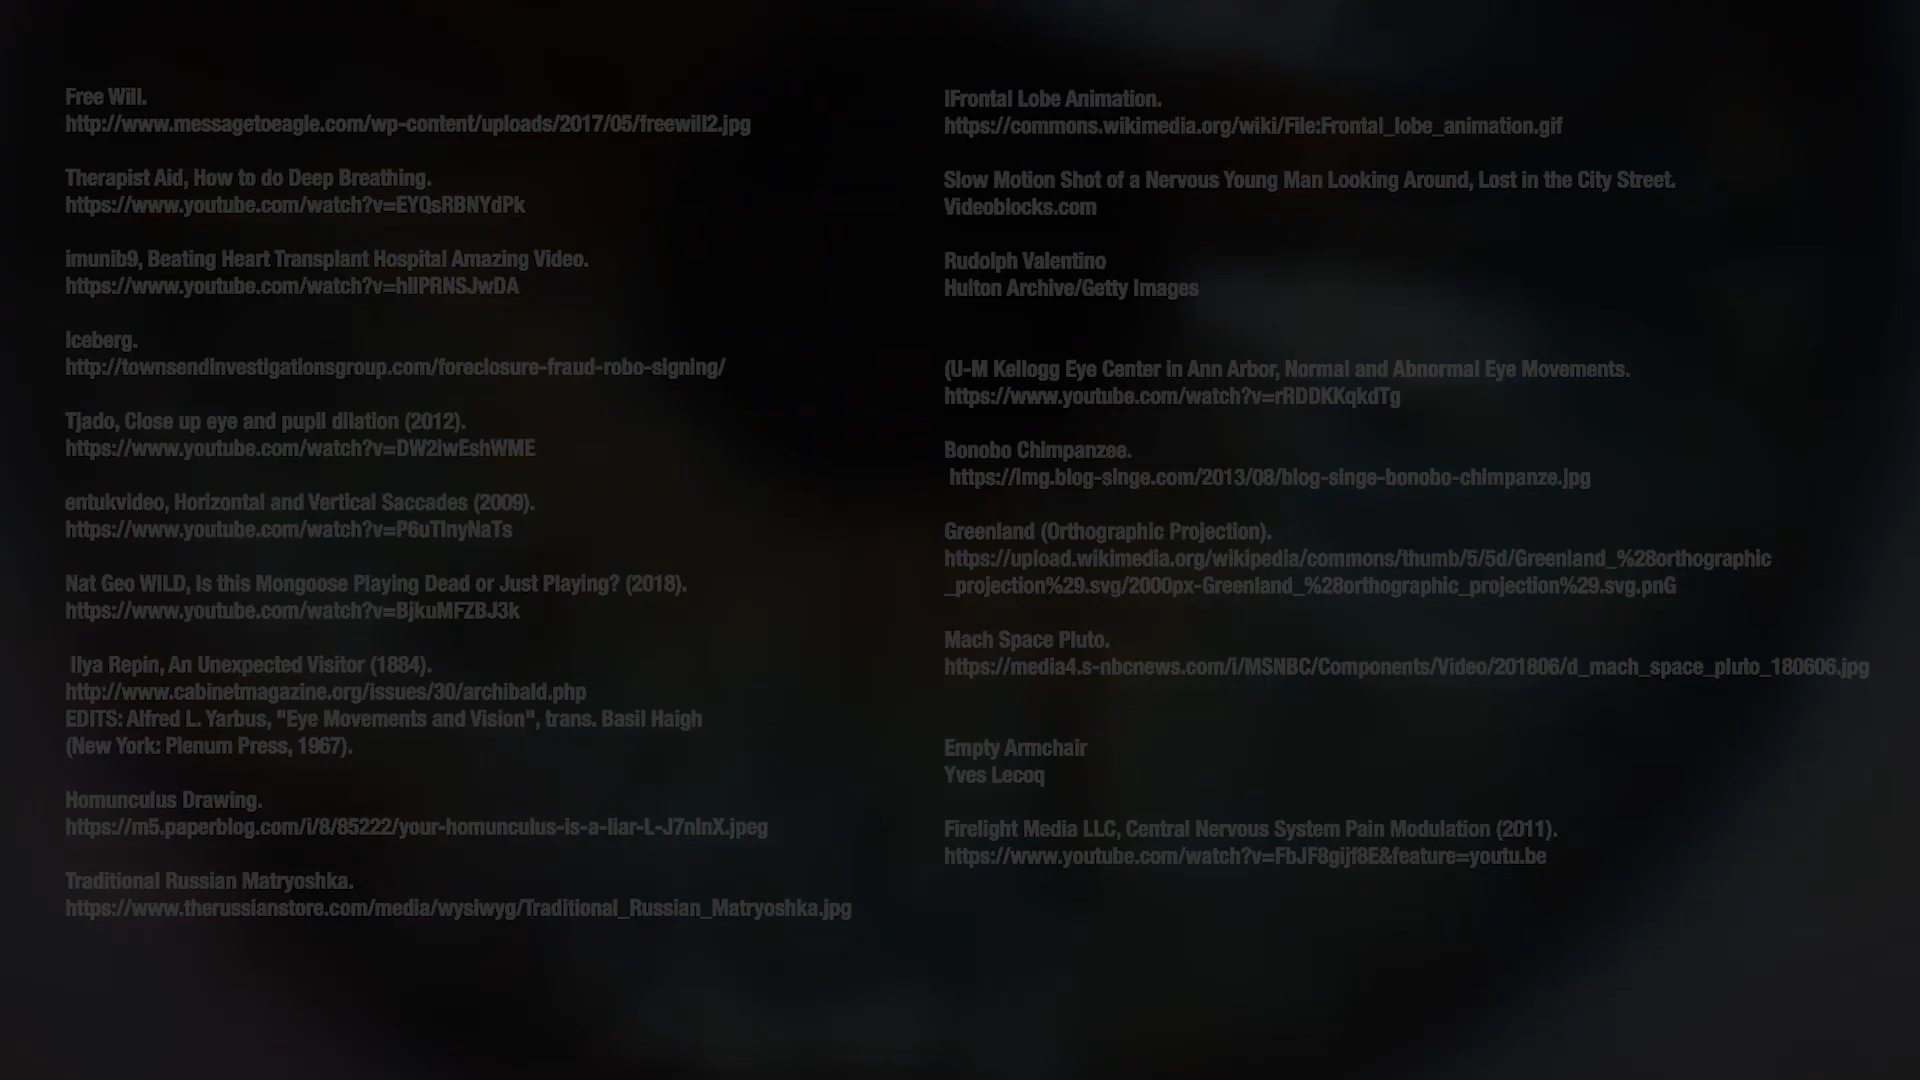 Free Will.
http://www.messagetoeagle.com/wp-content/uploads/2017/05/freewill2.jpg
Therapist Aid, How to do Deep Breathing.
https://www.youtube.com/watch?v=EYQsRBNYdPk
imunib9, Beating Heart Transplant Hospital Amazing Video.
https://www.youtube.com/watch?v=hIlPRNSJwDA
Iceberg.
http://townsendinvestigationsgroup.com/foreclosure-fraud-robo-signing/
Tjado, Close up eye and pupil dilation (2012).
https://www.youtube.com/watch?v=DW2lwEshWME
entukvideo, Horizontal and Vertical Saccades (2009).
https://www.youtube.com/watch?v=P6uTlnyNaTs
Nat Geo WILD, Is this Mongoose Playing Dead or Just Playing? (2018).
https://www.youtube.com/watch?v=BjkuMFZBJ3k
Ilya Repin, An Unexpected Visitor (1884).
http://www.cabinetmagazine.org/issues/30/archibald.php
EDITS: Alfred L. Yarbus, "Eye Movements and Vision", trans. Basil Haigh
(New York: Plenum Press, 1967).
Homunculus Drawing.
https://m5.paperblog.com/i/8/85222/your-homunculus-is-a-liar-L-J7nInX.jpeg
Traditional Russian Matryoshka.
https://www.therussianstore.com/media/wysiwyg/Traditional_Russian_Matryoshka.jpg
IFrontal Lobe Animation.
https://commons.wikimedia.org/wiki/File:Frontal_lobe_animation.gif
Slow Motion Shot of a Nervous Young Man Looking Around, Lost in the City Street.
Videoblocks.com
Rudolph Valentino
Hulton Archive/Getty Images
(U-M Kellogg Eye Center in Ann Arbor, Normal and Abnormal Eye Movements.
https://www.youtube.com/watch?v=rRDDKKqkdTg
Bonobo Chimpanzee.
https://img.blog-singe.com/2013/08/blog-singe-bonobo-chimpanze.jpg
Greenland (Orthographic Projection).
https://upload.wikimedia.org/wikipedia/commons/thumb/5/5d/Greenland_%28orthographic
_projection%29.svg/2000px-Greenland_%28orthographic_projection%29.svg.pnG
Mach Space Pluto.
https://media4.s-nbcnews.com/i/MSNBC/Components/Video/201806/d_mach_space_pluto_180606.jpg
Empty Armchair
Yves Lecoq
Firelight Media LLC, Central Nervous System Pain Modulation (2011).
https://www.youtube.com/watch?v=FbJF8gijf8E&feature=youtu.be